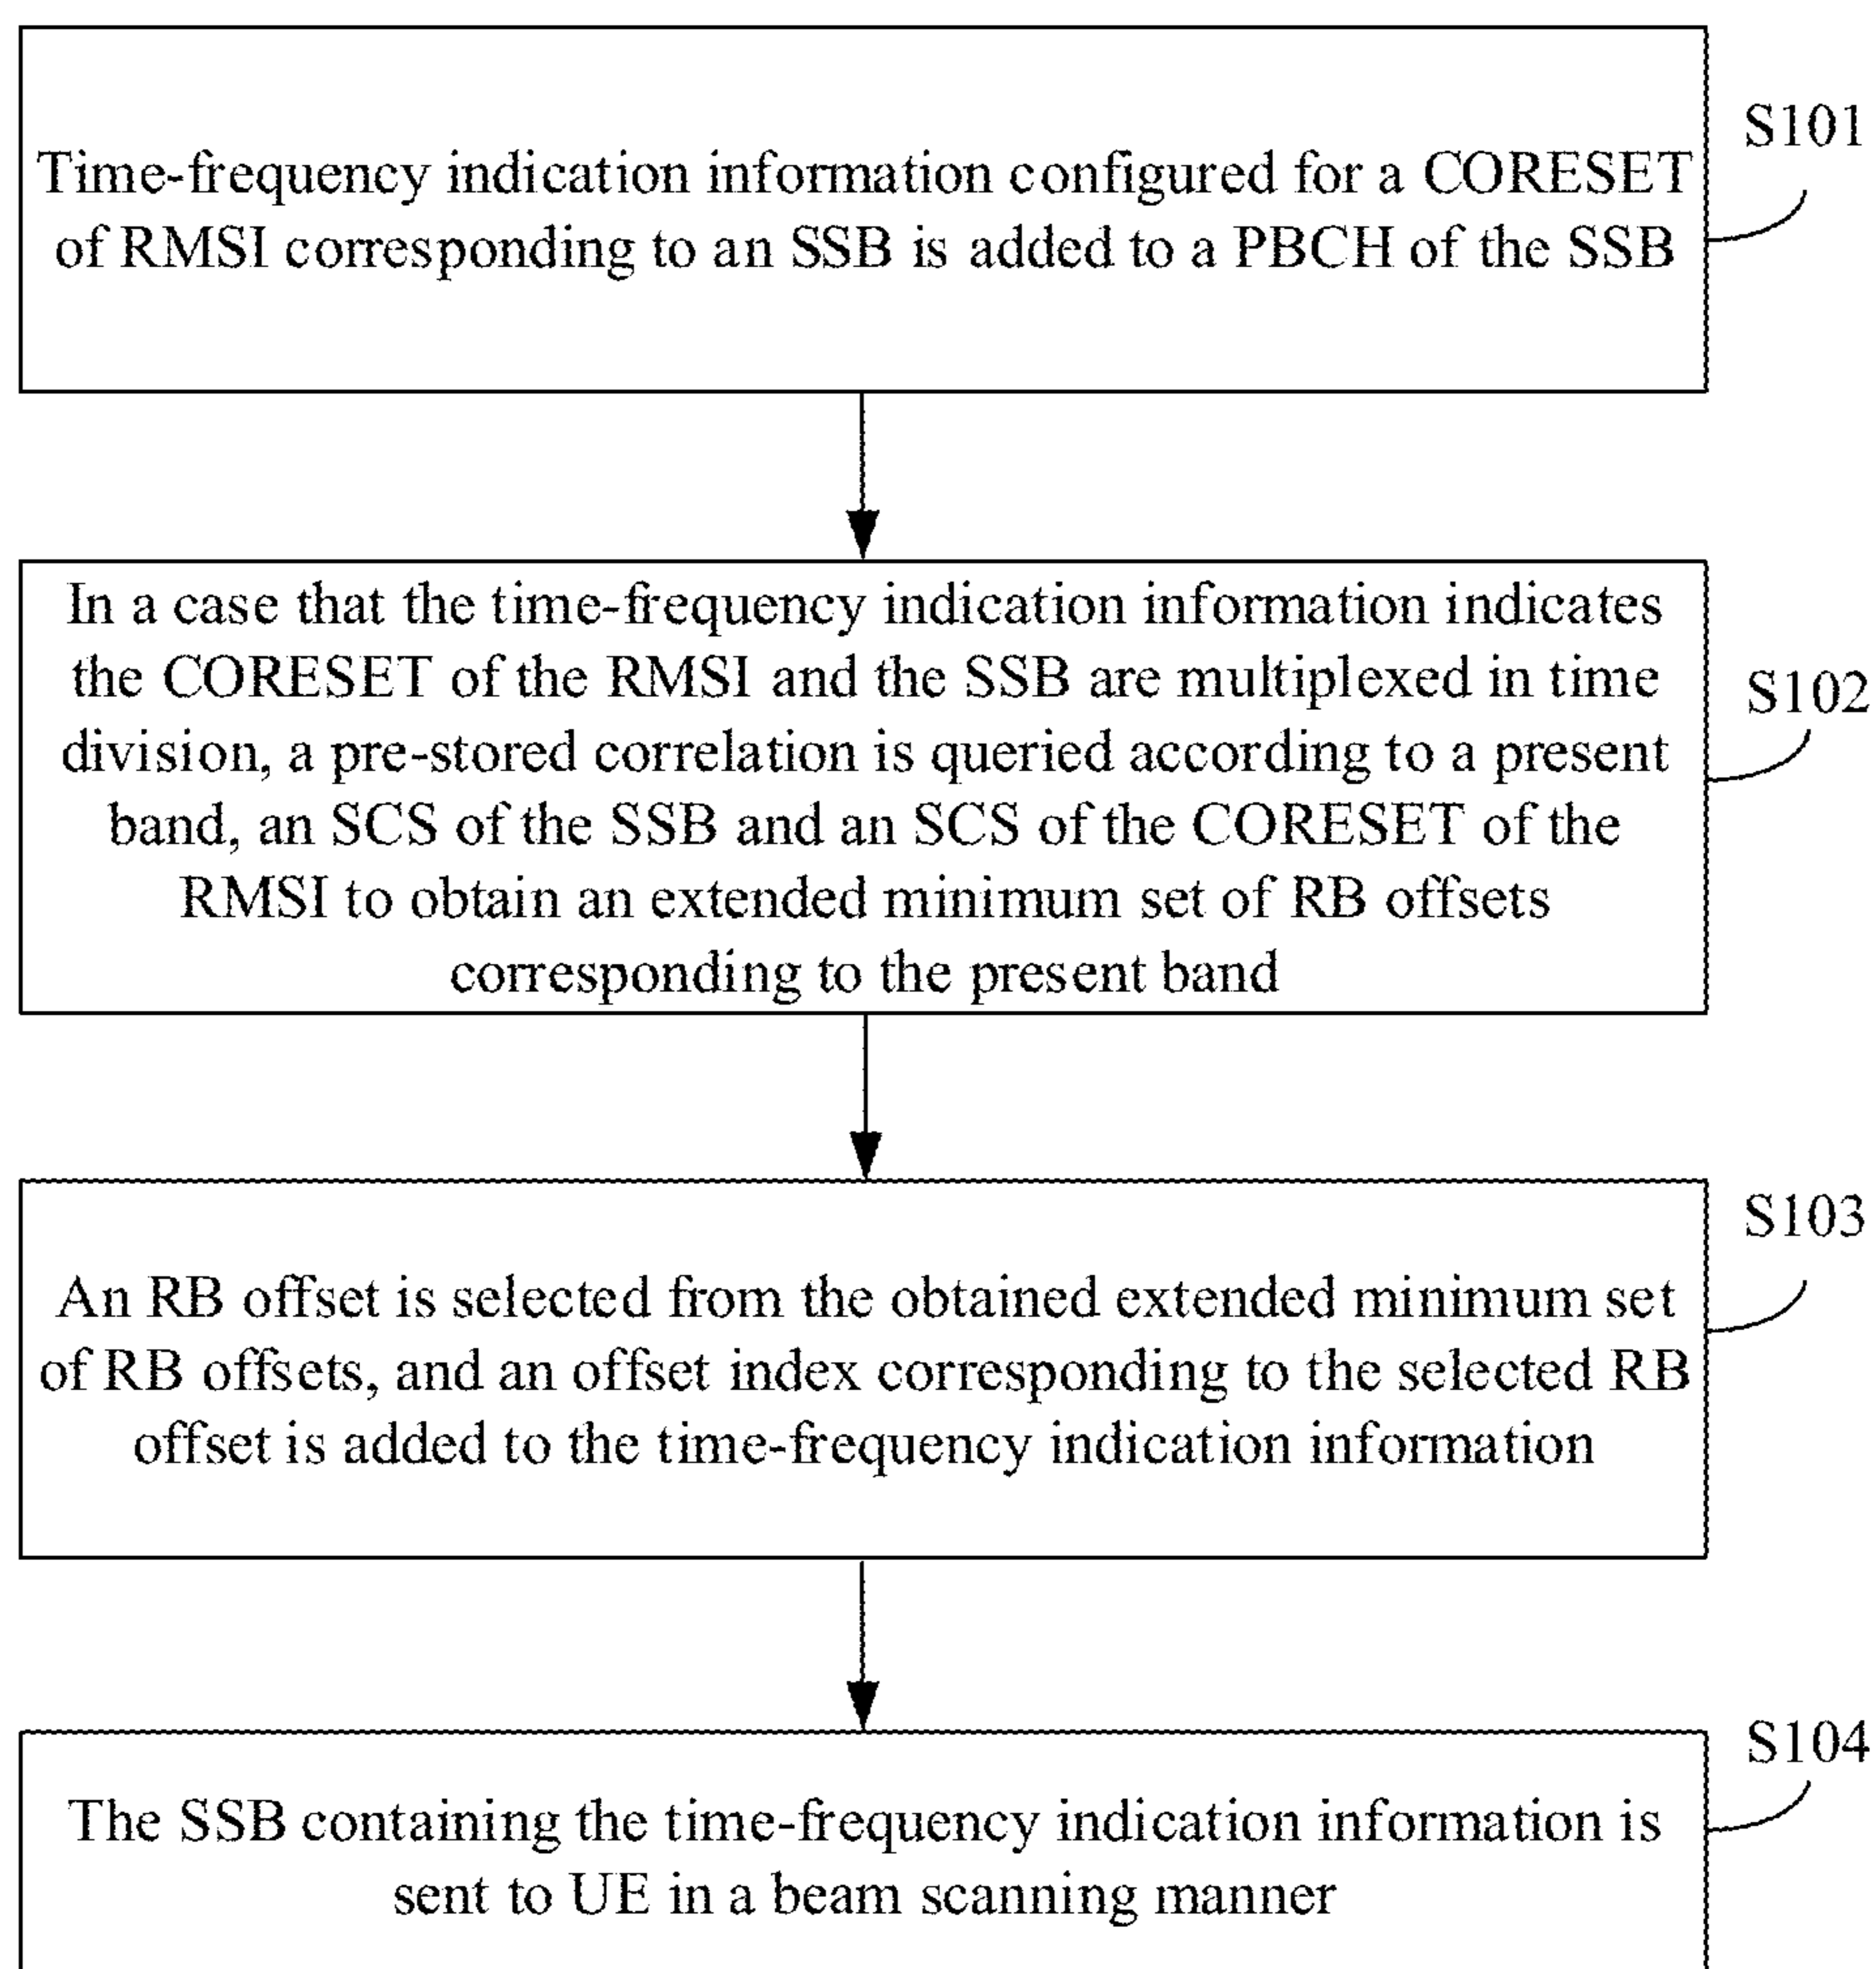 Time-frequency indication information configured for a CORESET
of RMSI corresponding to an SSB is added to a PBCH of the SSB
S101
In a case that the time-frequency indication information indicates
the CORESET of the RMSI and the SSB are multiplexed in time
division, a pre-stored correlation is queried according to a present
band, an SCS of the SSB and an SCS of the CORESET of the
RMSI to obtain an extended minimum set of RB offsets
corresponding to the present band
S102
An RB offset is selected from the obtained extended minimum set
of RB offsets, and an offset index corresponding to the selected RB
offset is added to the time-frequency indication information
S103
The SSB containing the time-frequency indication information is
sent to UE in a beam scanning manner
S104